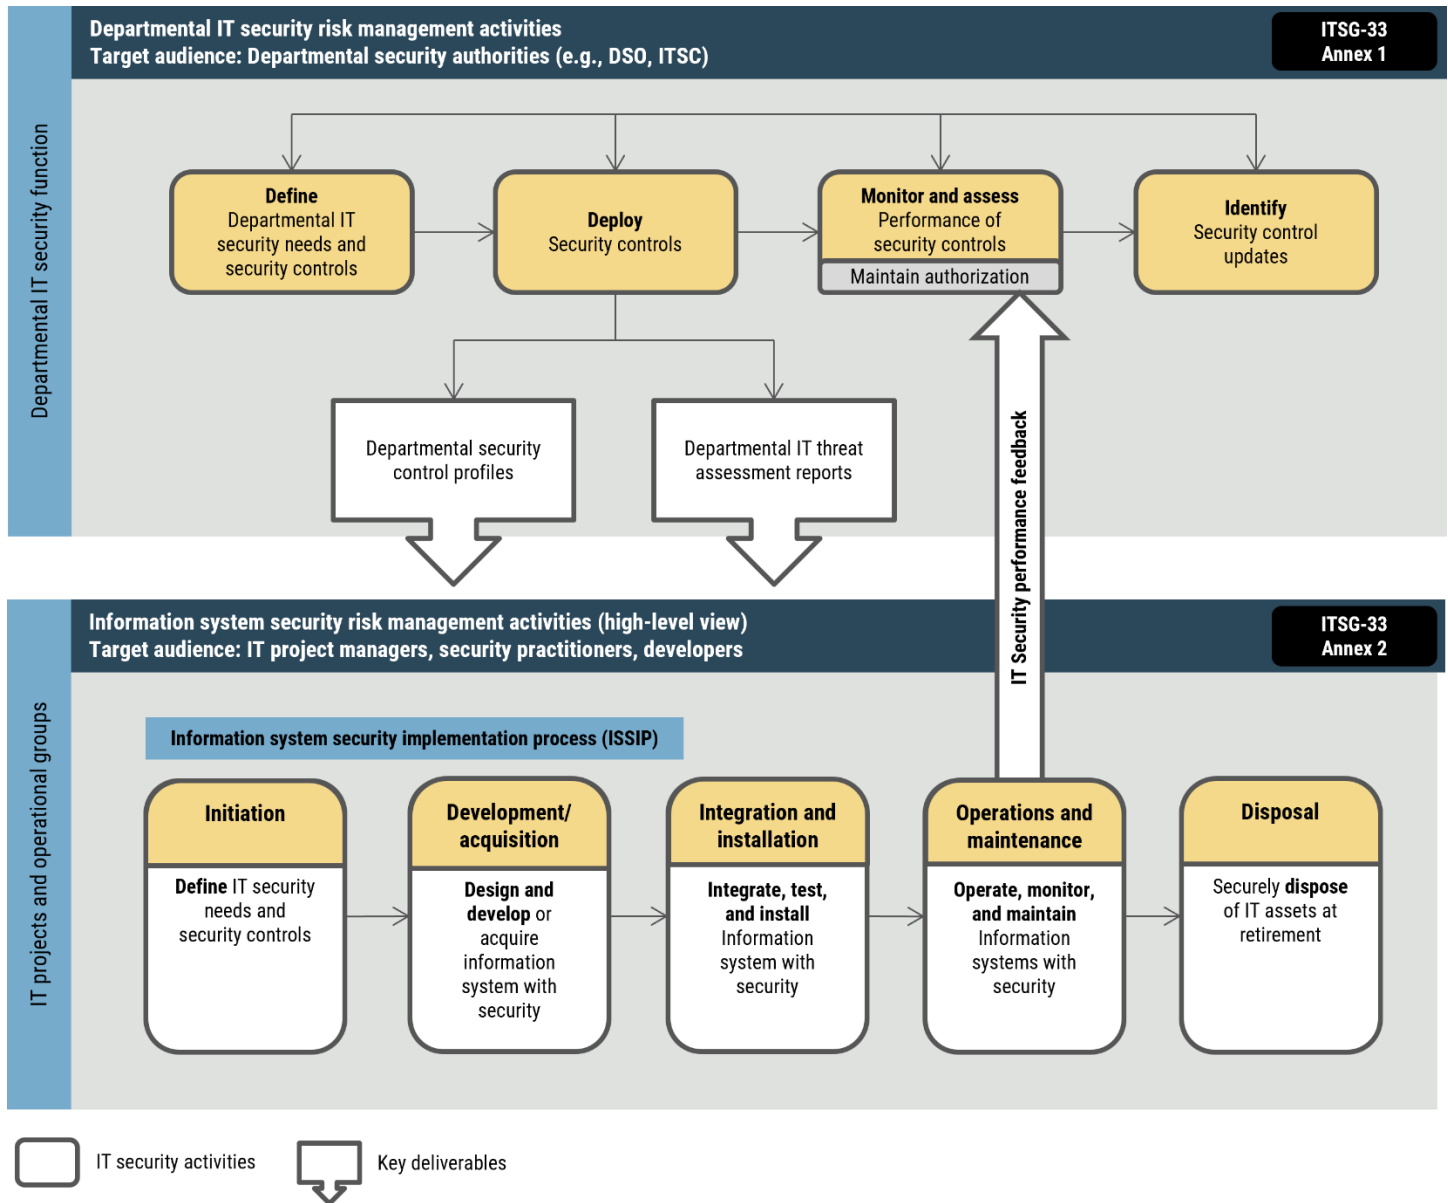 Departmental IT security risk management activities
Target audience: Departmental security authorities (e.g., DSO, ITSC)
ITSG-33
Annex 1
Departmental IT security function
Define
Departmental IT
security needs and
security controls
Deploy
Security controls
Monitor and assess
Performance of
security controls
Maintain authorization
Identify
Security control
updates
Departmental security
control profiles
Departmental IT threat
assessment reports
IT Security performance feedback
Information system security risk management activities (high-level view)
Target audience: IT project managers, security practitioners, developers
ITSG-33
Annex 2
IT projects and operational groups
Information system security implementation process (ISSIP)
Initiation
Define IT security
needs and
security controls
Development/
acquisition
Design and
develop or
acquire
information
system with
security
Integration and
installation
Integrate, test,
and install
Information
system with
security
Operations and
maintenance
Operate, monitor,
and maintain
Information
systems with
security
Disposal
Securely dispose
of IT assets at
retirement
IT security activities
Key deliverables